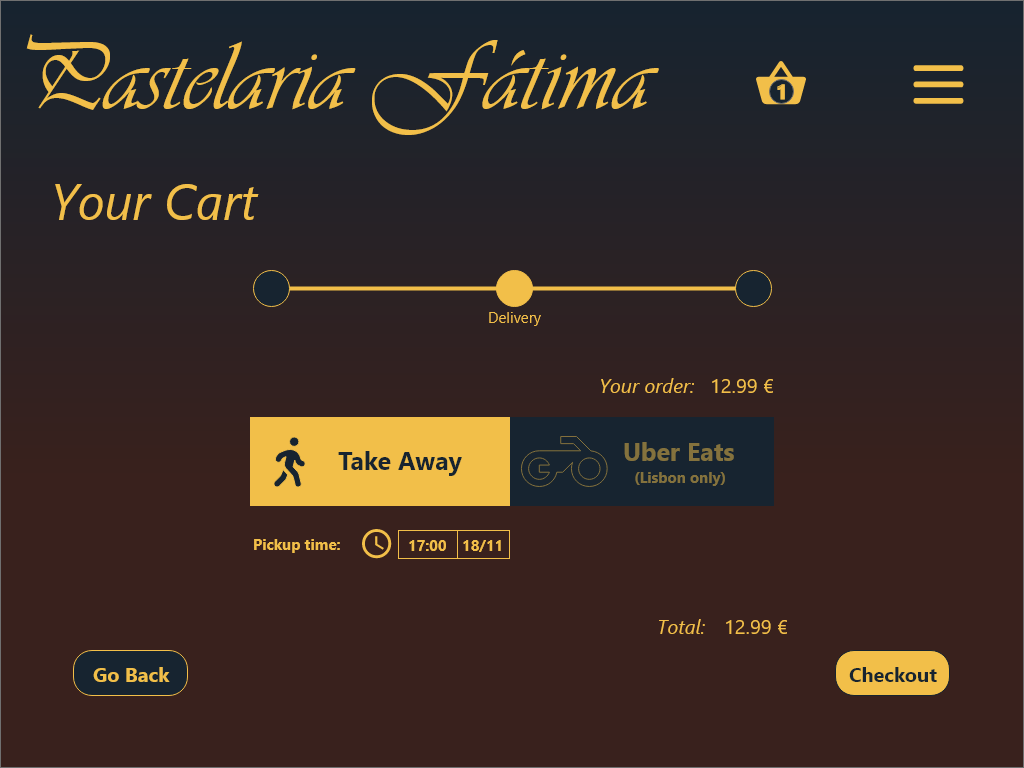 Pastelaria Fátima
1
Your Cart
Delivery
Your order: 12.99 €
Take Away
Uber Eats
(Lisbon only)
Pickup time: 17:00 18/11
Total: 12.99 €
Go Back
Checkout